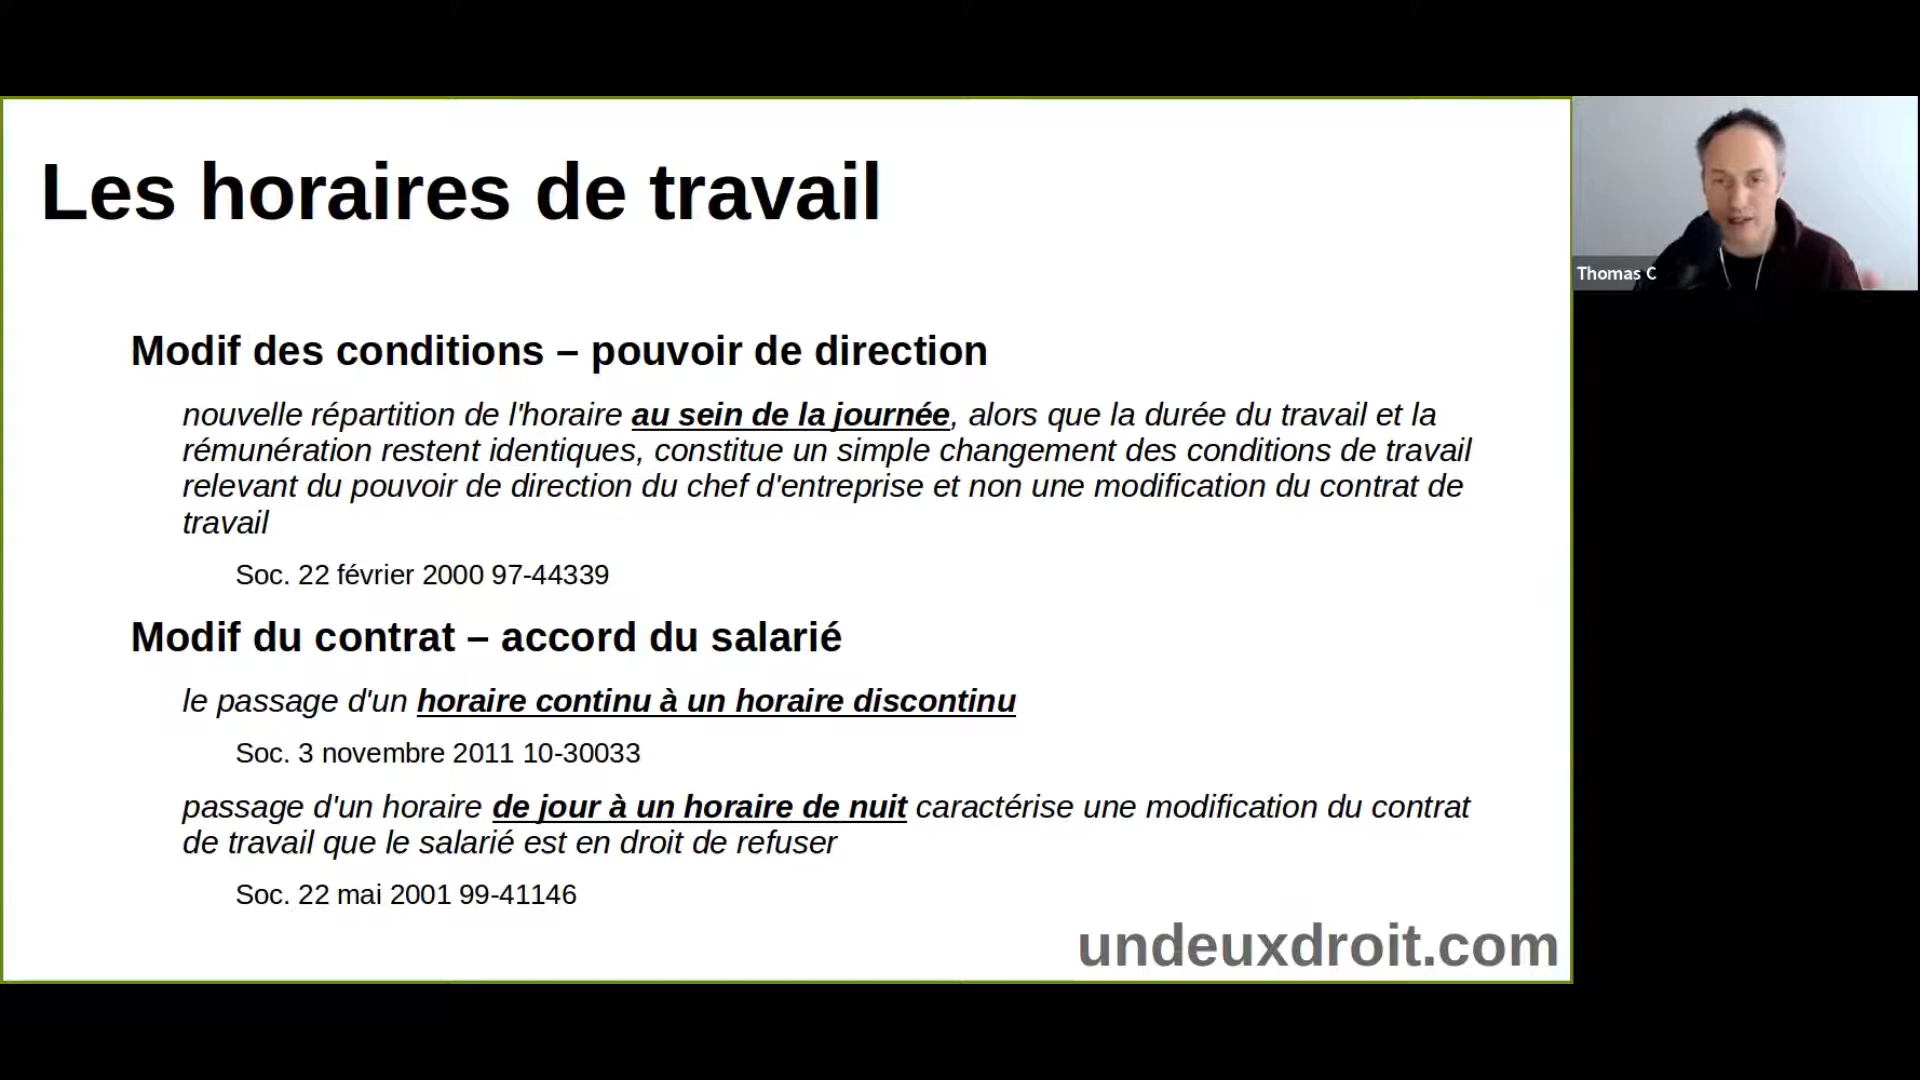 Les horaires de travail
Thomas C
Modif des conditions – pouvoir de direction
nouvelle répartition de l'horaire au sein de la journée, alors que la durée du travail et la
rémunération restent identiques, constitue un simple changement des conditions de travail
relevant du pouvoir de direction du chef d'entreprise et non une modification du contrat de
travail
Soc. 22 février 2000 97-44339
Modif du contrat – accord du salarié
le passage d'un horaire continu à un horaire discontinu
Soc. 3 novembre 2011 10-30033
passage d'un horaire de jour à un horaire de nuit caractérise une modification du contrat
de travail que le salarié est en droit de refuser
Soc. 22 mai 2001 99-41146
undeuxdroit.com